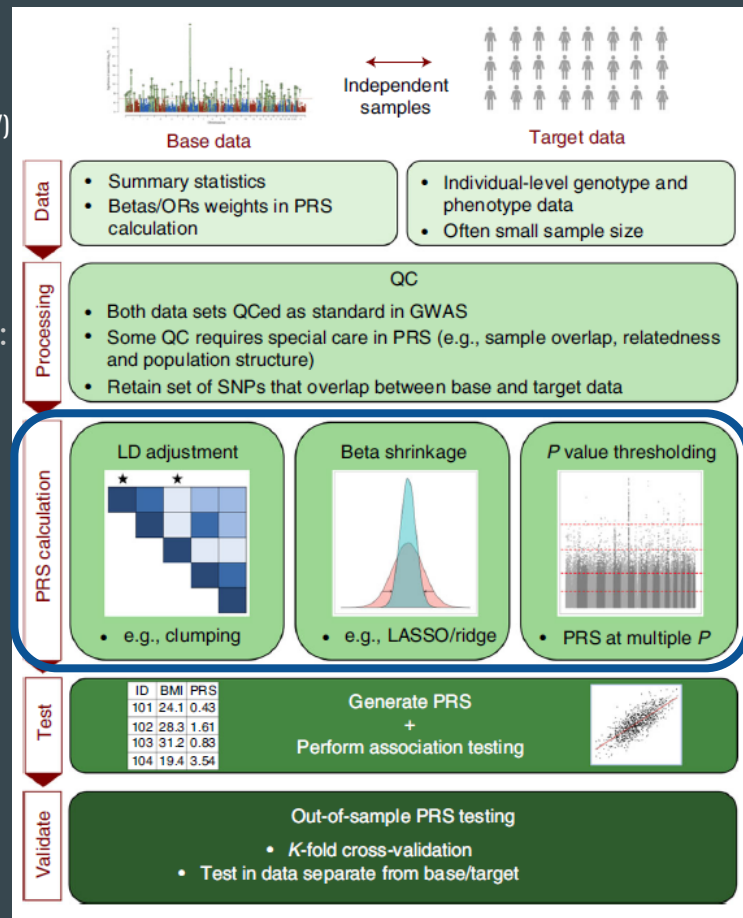 Independent
samples
Base data
Target data
)
Data
• Summary statistics
• Betas/ORs weights in PRS
calculation
• Individual-level genotype and
phenotype data
• Often small sample size
Processing
QC
• Both data sets QCed as standard in GWAS
• Some QC requires special care in PRS (e.g., sample overlap, relatedness
and population structure)
• Retain set of SNPs that overlap between base and target data
:
PRS calculation
LD adjustment
• e.g., clumping
Beta shrinkage
• e.g., LASSO/ridge
P value thresholding
• PRS at multiple P
Test
ID BMI PRS
101 24.1 0.43
102 28.3 1.61
103 31.2 0.83
104 19.4 3.54
Generate PRS
+
Perform association testing
Validate
Out-of-sample PRS testing
• K-fold cross-validation
• Test in data separate from base/target